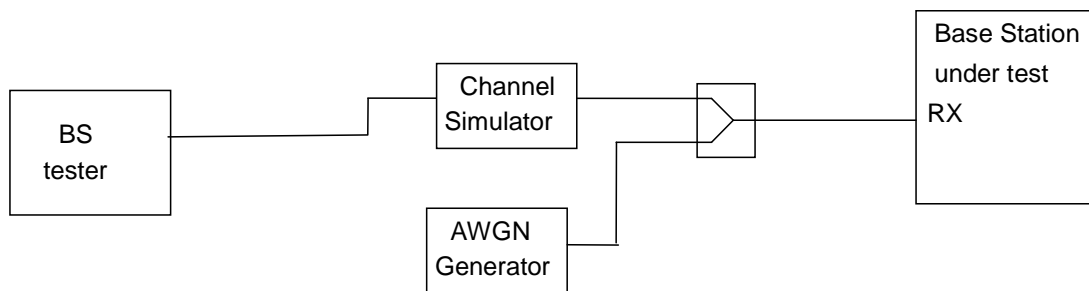 BS
tester
Channel
Simulator
AWGN
Generator
Base Station
under test
RX